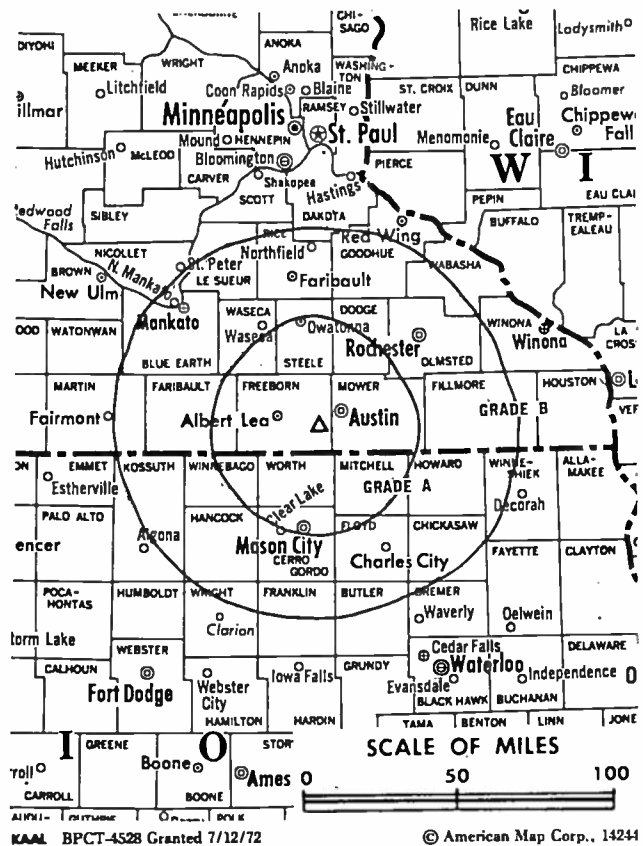 CHI-
SAGO
Rice Lake
Ladysmith
DIYOHI
ANOKA
WRIGHT
WASHING-
TON
CHIPPEWA
MEEKER
Anoka
ST. CROIX
DUNN
Litchfield
Coon Rapids
Blaine
Bloomer
illmar
RAMSEY
Stillwater
Eau
Claire
Chippew
Fall
Minneapolis
St. Paul
Mound
HENNEPIN
Menomonie
Hutchinson
McLEOD
Bloomington
PIERCE
W I
CARVER
Shakopee
Hastings
EAU CLAI
SCOTT
PEPIN
edwood
Falls
SIBLEY
DAKOTA
BUFFALO
TREMP-
EALEAU
RICE
Red Wing
NICOLLET
Northfield
GOODHUE
WABASHA
BROWN
N. Mankato
St. Peter
LE SUEUR
Faribault
New Ulm
Mankato
WASECA
DODGE
Waseca
Owatonna
WINONA
LA
CROS
OOD
WATONWAN
Rochester
Winona
BLUE EARTH
STEELE
OLMSTED
MARTIN
FARIBAULT
FREEBORN
MOWER
FILLMORE
HOUSTON
L
Fairmont
Albert Lea
Austin
GRADE B
VER
ON
EMMET
KOSSUTH
WINNEBAGO
WORTH
MITCHELL
HOWARD
WINNE-
SHIEK
ALLA-
MAKEE
Estherville
GRADE A
Clear Lake
Decorah
PALO ALTO
HANCOCK
FLOYD
CHICKASAW
encer
Algona
Mason City
Charles City
FAYETTE
CLAYTON
CERRO
GORDO
POCA-
HONTAS
HUMBOLDT
WRIGHT
FRANKLIN
BUTLER
BREMER
Clarion
Waverly
Oelwein
torm Lake
WEBSTER
Cedar Falls
DELAWARE
CALHOUN
GRUNDY
Waterloo
Fort Dodge
Webster
City
Iowa Falls
Evansdale
Independence
D
BLACK HAWK
BUCHANAN
HAMILTON
HARDIN
TAMA
BENTON
LINN
JONE
I O
GREENE
STOR
SCALE OF MILES
rroll
Boone
Ames
0 50 100
CARROLL
BOONE
AUDU-
GUTHRIE
POLK
KAAL BPCT-4528 Granted 7/12/72
© American Map Corp., 14244